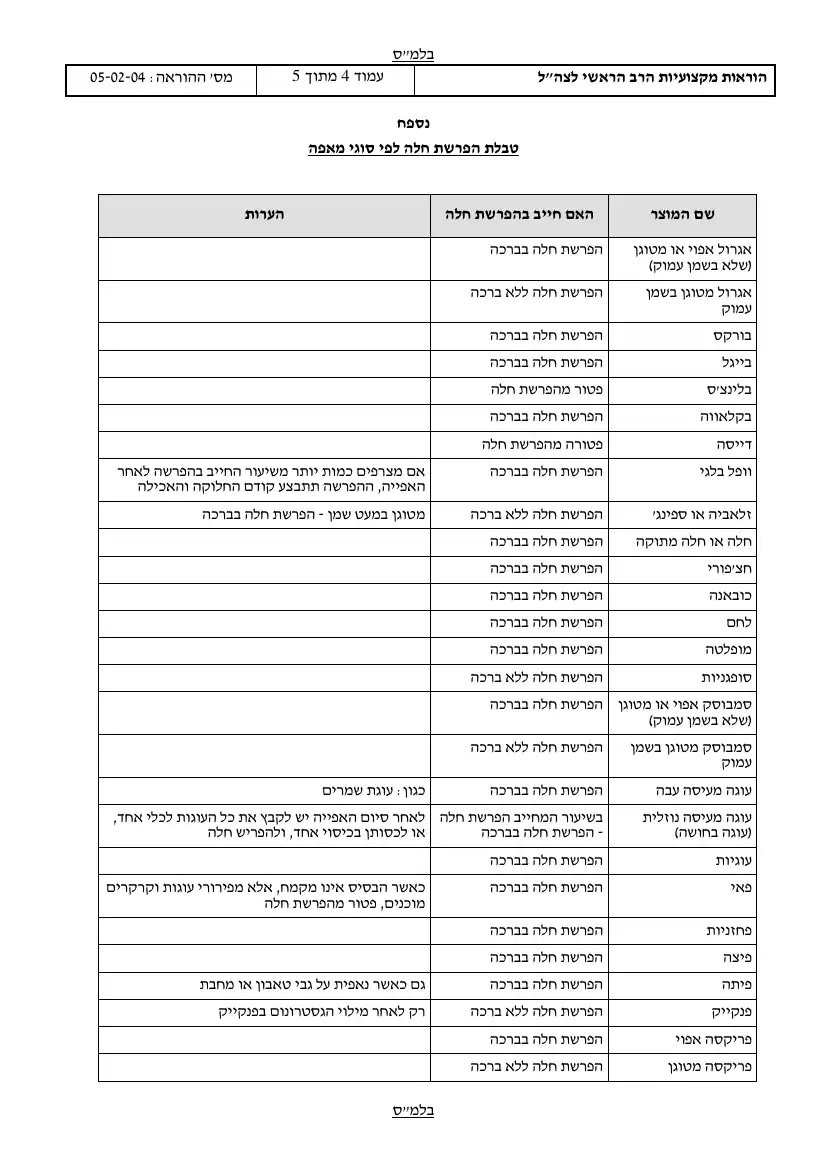 בלמ״ס
הוראות מקצועיות הרב הראשי לצה״ל עמוד 4 מתוך 5 מס׳ ההוראה: 05-02-04
נספח
טבלת הפרשת חלה לפי סוגי מאפה
שם המוצר האם חייב בהפרשת חלה הערות
אגרול אפוי או מטוגן הפרשת חלה בברכה
(שלא בשמן עמוק)
אגרול מטוגן בשמן הפרשת חלה ללא ברכה
עמוק
בורקס הפרשת חלה בברכה
בייגל הפרשת חלה בברכה
בלינצ׳ס פטור מהפרשת חלה
בקלאווה הפרשת חלה בברכה
דייסה פטורה מהפרשת חלה
וופל בלגי הפרשת חלה בברכה אם מצרפים כמות יותר משיעור החייב בהפרשה לאחר
האפייה, ההפרשה תתבצע קודם החלוקה והאכילה
זלאביה או ספינג׳ הפרשת חלה ללא ברכה מטוגן במעט שמן - הפרשת חלה בברכה
חלה או חלה מתוקה הפרשת חלה בברכה
חצ׳פורי הפרשת חלה בברכה
כובאנה הפרשת חלה בברכה
לחם הפרשת חלה בברכה
מופלטה הפרשת חלה בברכה
סופגניות הפרשת חלה ללא ברכה
סמבוסק אפוי או מטוגן הפרשת חלה בברכה
(שלא בשמן עמוק)
סמבוסק מטוגן בשמן הפרשת חלה ללא ברכה
עמוק
עוגה מעיסה עבה הפרשת חלה בברכה כגון: עוגת שמרים
עוגה מעיסה נוזלית בשיעור המחייב הפרשת חלה לאחר סיום האפייה יש לקבץ את כל העוגות לכלי אחד,
(עוגה בחושה) - הפרשת חלה בברכה או לכסותן בכיסוי אחד, ולהפריש חלה
עוגיות הפרשת חלה בברכה
פאי הפרשת חלה בברכה כאשר הבסיס אינו מקמח, אלא מפירורי עוגות וקרקרים
מוכנים, פטור מהפרשת חלה
פחזניות הפרשת חלה בברכה
פיצה הפרשת חלה בברכה
פיתה הפרשת חלה בברכה גם כאשר נאפית על גבי טאבון או מחבת
פנקייק הפרשת חלה ללא ברכה רק לאחר מילוי הגסטרונום בפנקייק
פריקסה אפוי הפרשת חלה בברכה
פריקסה מטוגן הפרשת חלה ללא ברכה
בלמ״ס